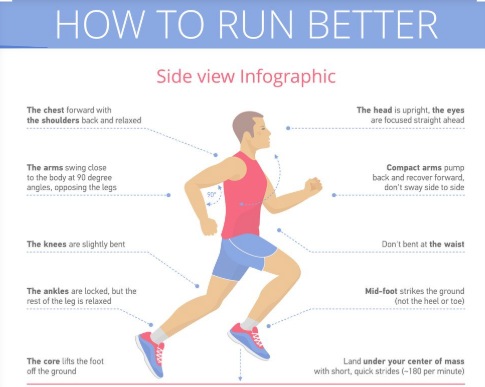 HOW TO RUN BETTER
Side view Infographic
The chest forward with
the shoulders back and relaxed
The head is upright, the eyes
are focused straight ahead
The arms swing close
to the body at 90 degree
angles, opposing the legs
90°
Compact arms pump
back and recover forward,
don't sway side to side
The knees are slightly bent
Don't bent at the waist
The ankles are locked, but the
rest of the leg is relaxed
Mid-foot strikes the ground
(not the heel or toe)
The core lifts the foot
off the ground
Land under your center of mass
with short, quick strides (~180 per minute)